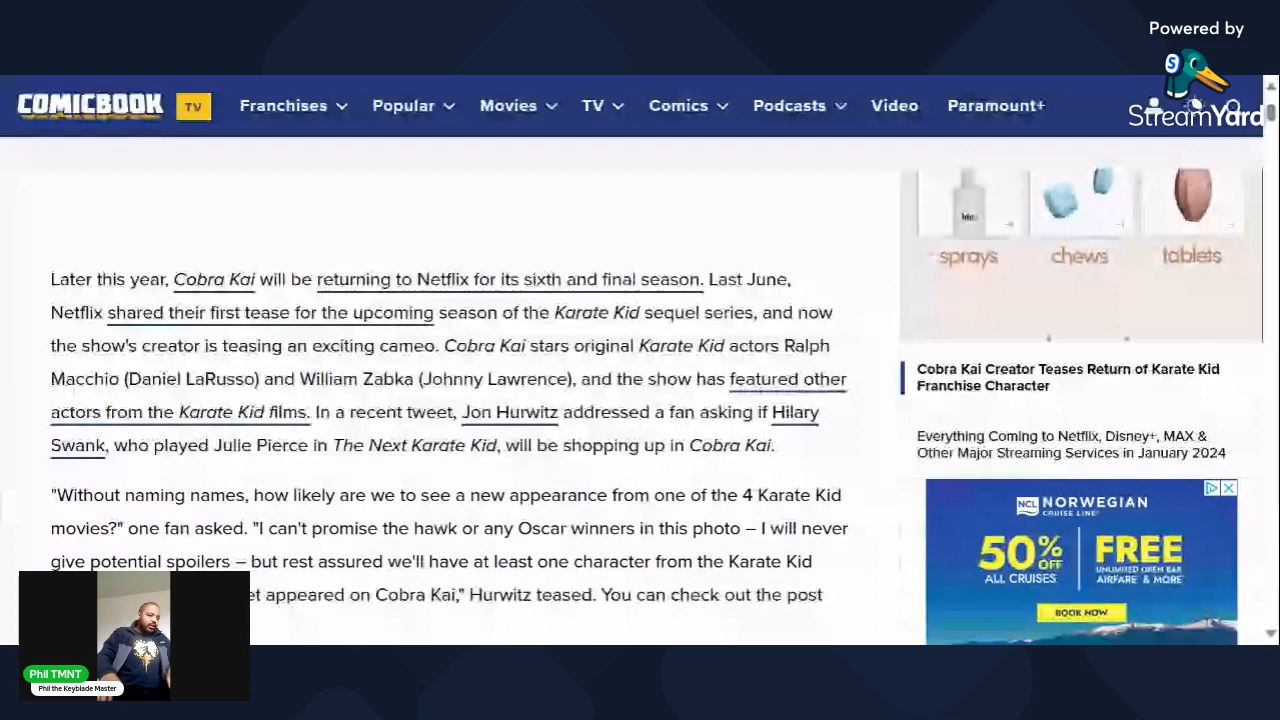 Powered by
S
StreamYard
COMICBOOK TV Franchises Popular Movies TV Comics Podcasts Video Paramount+
sprays chews tablets
Later this year, Cobra Kai will be returning to Netflix for its sixth and final season. Last June,
Netflix shared their first tease for the upcoming season of the Karate Kid sequel series, and now
the show's creator is teasing an exciting cameo. Cobra Kai stars original Karate Kid actors Ralph
Macchio (Daniel LaRusso) and William Zabka (Johnny Lawrence), and the show has featured other
actors from the Karate Kid films. In a recent tweet, Jon Hurwitz addressed a fan asking if Hilary
Swank, who played Julie Pierce in The Next Karate Kid, will be shopping up in Cobra Kai.
"Without naming names, how likely are we to see a new appearance from one of the 4 Karate Kid
movies?" one fan asked. "I can't promise the hawk or any Oscar winners in this photo – I will never
give potential spoilers – but rest assured we'll have at least one character from the Karate Kid
et appeared on Cobra Kai," Hurwitz teased. You can check out the post
Cobra Kai Creator Teases Return of Karate Kid
Franchise Character
Everything Coming to Netflix, Disney+, MAX &
Other Major Streaming Services in January 2024
NCL NORWEGIAN
CRUISE LINE
50% OFF
ALL CRUISES
FREE
UNLIMITED OPEN BAR
AIRFARE & MORE
BOOK NOW
Phil TMNT
Phil the Keyblade Master